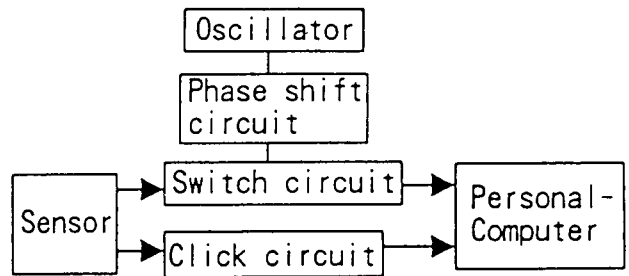 Oscillator
Phase shift
circuit
Switch circuit
Sensor
Personal-
Computer
Click circuit